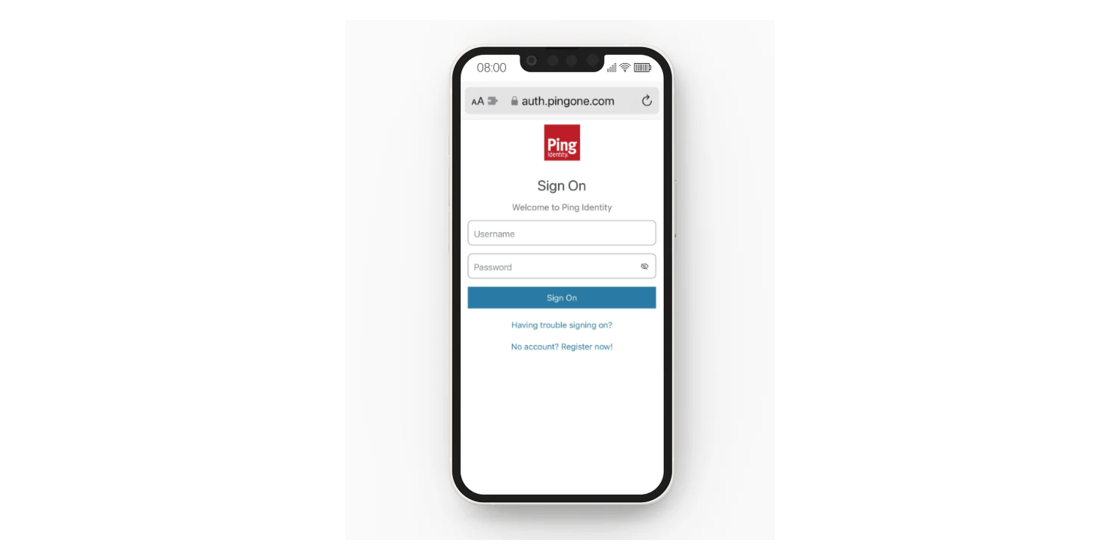 08:00
AA auth.pingone.com
Ping
Identity.
Sign On
Welcome to Ping Identity
Username
Password
Sign On
Having trouble signing on?
No account? Register now!